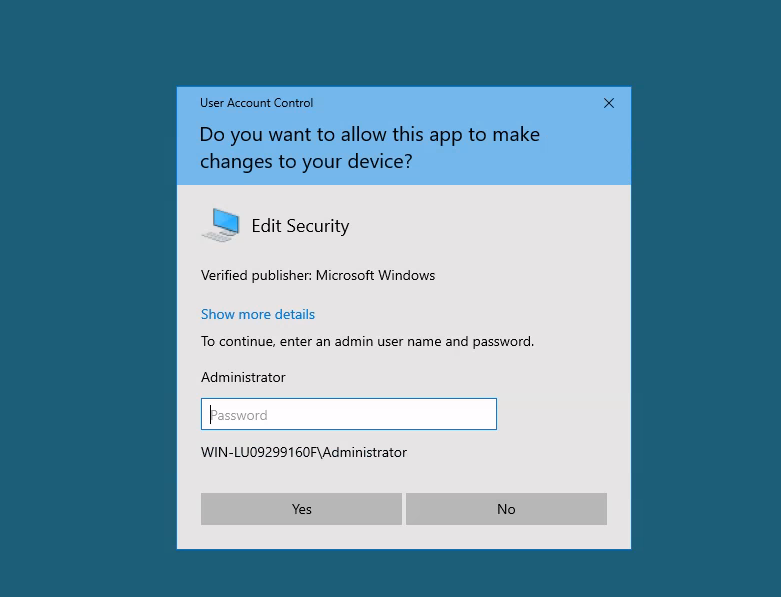 User Account Control
Do you want to allow this app to make
changes to your device?
Edit Security
Verified publisher: Microsoft Windows
Show more details
To continue, enter an admin user name and password.
Administrator
Password
WIN-LU09299160F\Administrator
Yes
No